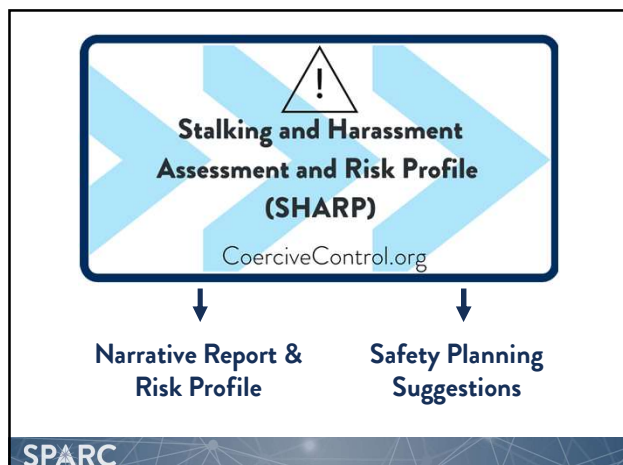 !
Stalking and Harassment
Assessment and Risk Profile
(SHARP)
CoerciveControl.org
Narrative Report &
Risk Profile
Safety Planning
Suggestions
SPARC